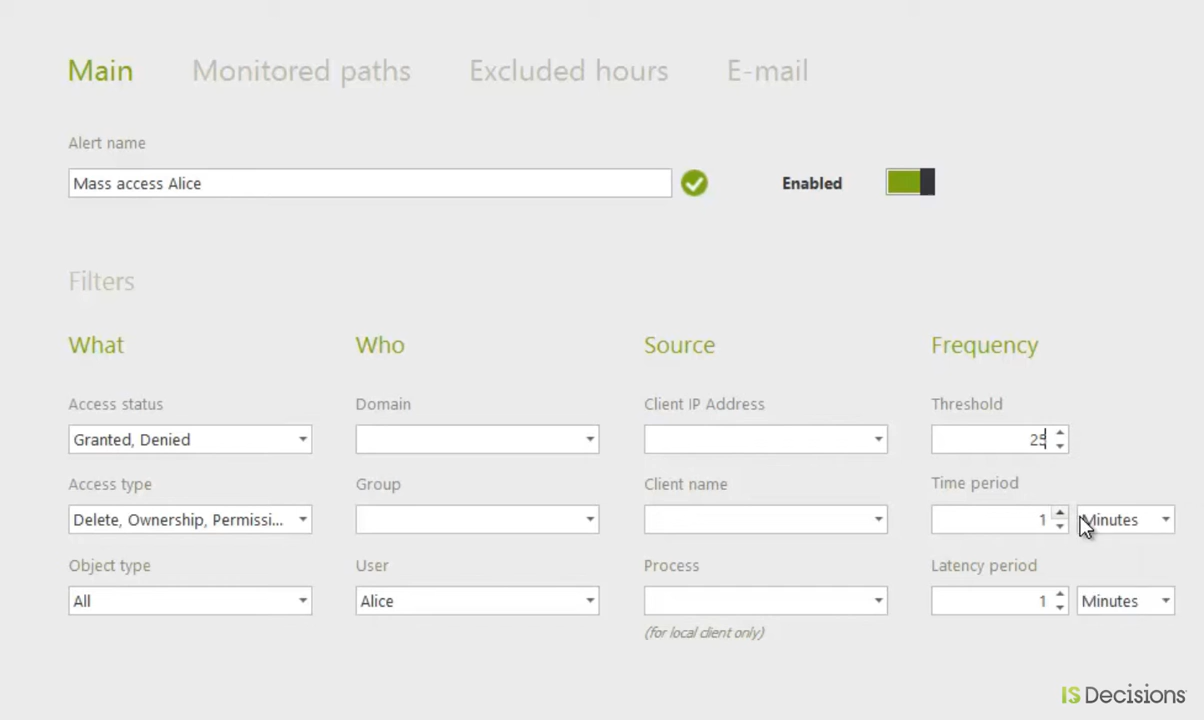 Main Monitored paths Excluded hours E-mail
Alert name
Mass access Alice Enabled
Filters
What Who Source Frequency
Access status Domain Client IP Address Threshold
Granted, Denied 25
Access type Group Client name Time period
Delete, Ownership, Permissi... 1 Minutes
Object type User Process Latency period
All Alice 1 Minutes
(for local client only)
ISDecisions